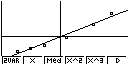 2VAR X Med X^2 X^3 ▷